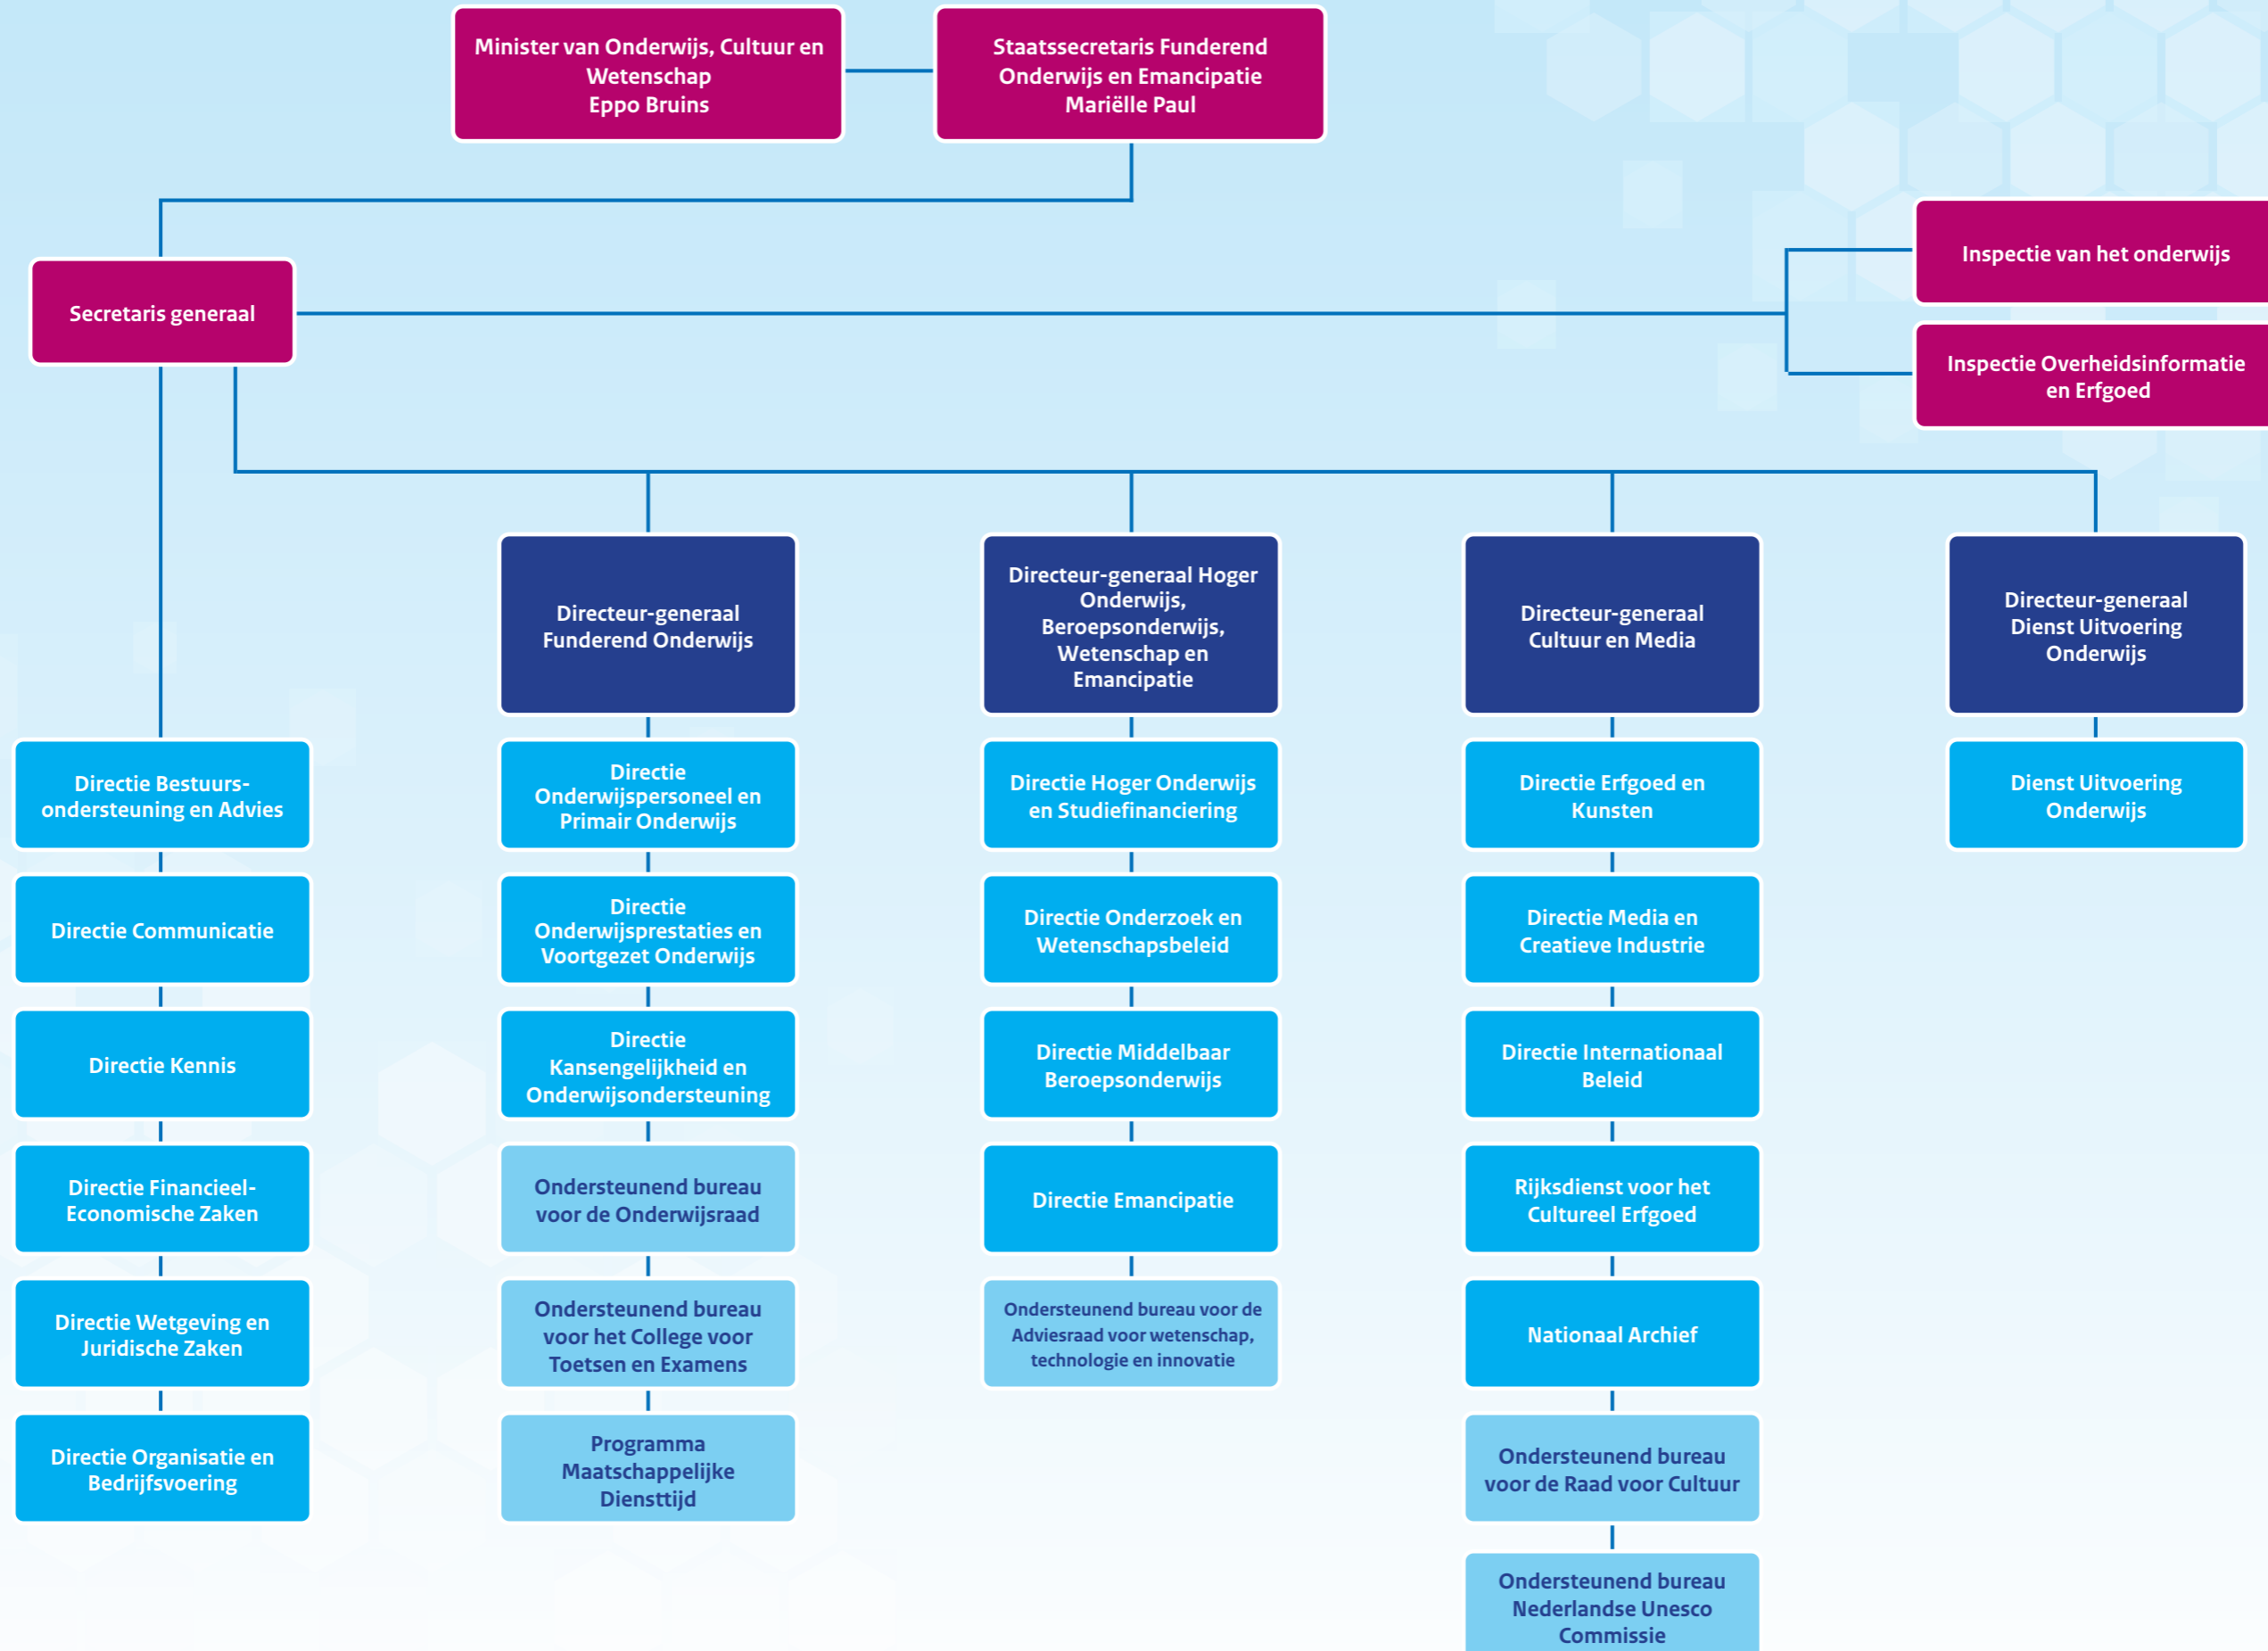 Minister van Onderwijs, Cultuur en
Wetenschap
Eppo Bruins
Staatssecretaris Funderend
Onderwijs en Emancipatie
Mariëlle Paul
Inspectie van het onderwijs
Secretaris generaal
Inspectie Overheidsinformatie
en Erfgoed
Directeur-generaal
Funderend Onderwijs
Directeur-generaal Hoger
Onderwijs,
Beroepsonderwijs,
Wetenschap en
Emancipatie
Directeur-generaal
Cultuur en Media
Directeur-generaal
Dienst Uitvoering
Onderwijs
Directie Bestuurs-
ondersteuning en Advies
Directie Communicatie
Directie Kennis
Directie Financieel-
Economische Zaken
Directie Wetgeving en
Juridische Zaken
Directie Organisatie en
Bedrijfsvoering
Directie
Onderwijspersoneel en
Primair Onderwijs
Directie
Onderwijsprestaties en
Voortgezet Onderwijs
Directie
Kansengelijkheid en
Onderwijsondersteuning
Ondersteunend bureau
voor de Onderwijsraad
Ondersteunend bureau
voor het College voor
Toetsen en Examens
Programma
Maatschappelijke
Diensttijd
Directie Hoger Onderwijs
en Studiefinanciering
Directie Onderzoek en
Wetenschapsbeleid
Directie Middelbaar
Beroepsonderwijs
Directie Emancipatie
Ondersteunend bureau voor de
Adviesraad voor wetenschap,
technologie en innovatie
Directie Erfgoed en
Kunsten
Directie Media en
Creatieve Industrie
Directie Internationaal
Beleid
Rijksdienst voor het
Cultureel Erfgoed
Nationaal Archief
Ondersteunend bureau
voor de Raad voor Cultuur
Ondersteunend bureau
Nederlandse Unesco
Commissie
Dienst Uitvoering
Onderwijs